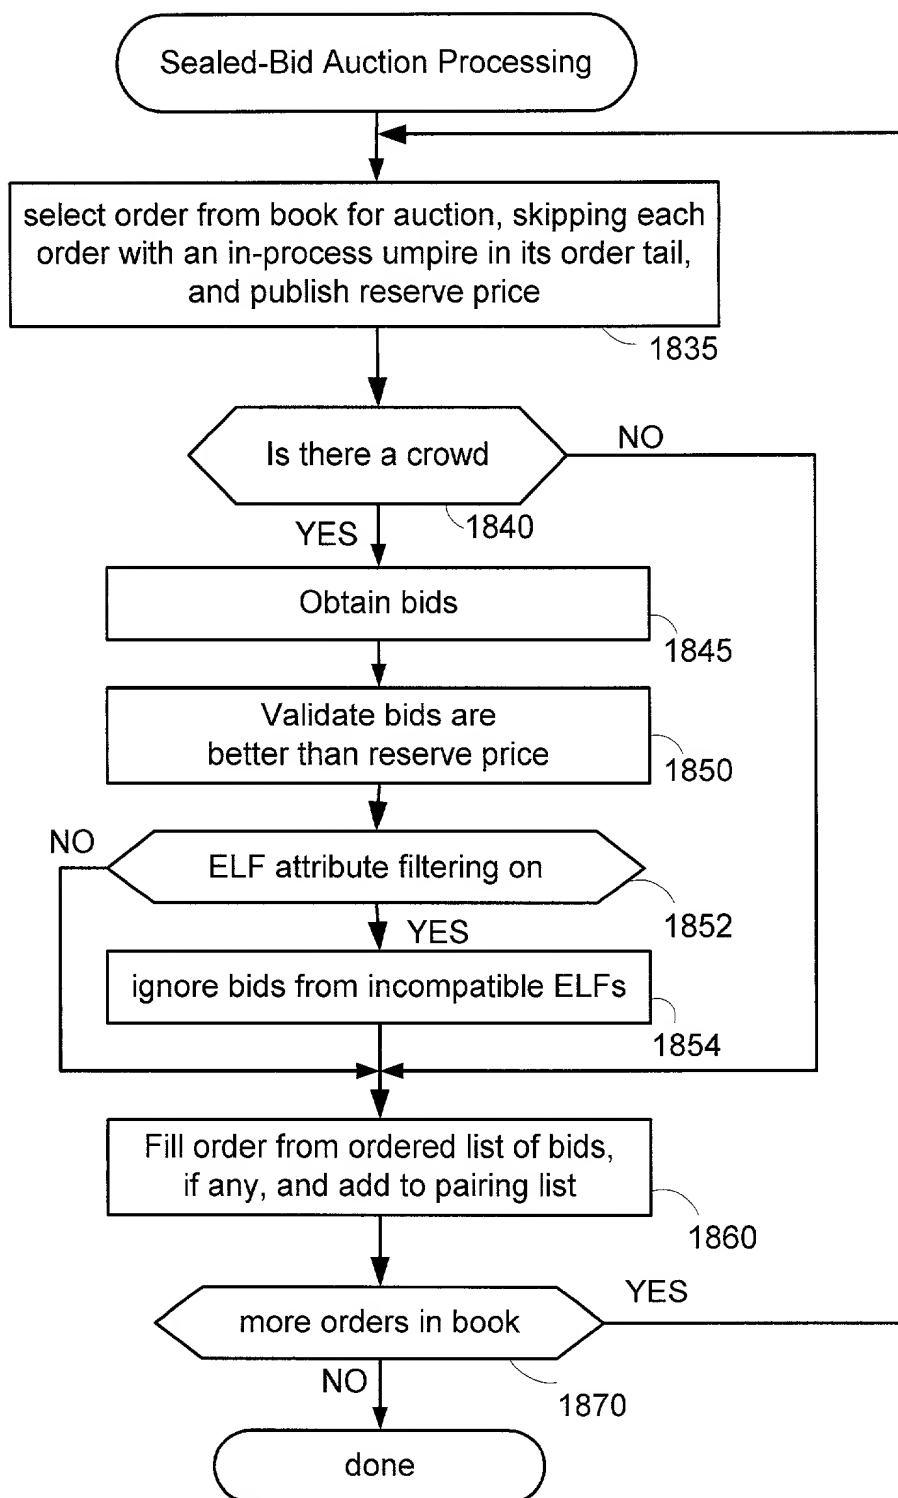 Sealed-Bid Auction Processing
select order from book for auction, skipping each
order with an in-process umpire in its order tail,
and publish reserve price
1835
Is there a crowd
NO
1840
YES
Obtain bids
1845
Validate bids are
better than reserve price
1850
NO
ELF attribute filtering on
1852
YES
ignore bids from incompatible ELFs
1854
Fill order from ordered list of bids,
if any, and add to pairing list
1860
YES
more orders in book
NO
1870
done